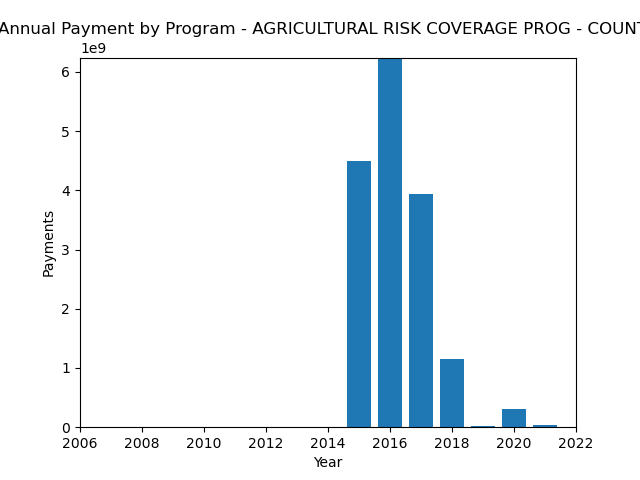 Annual Payment by Program - AGRICULTURAL RISK COVERAGE PROG - COUNT
1e9
6
5
4
3
2
1
0
Payments
2006 2008 2010 2012 2014 2016 2018 2020 2022
Year